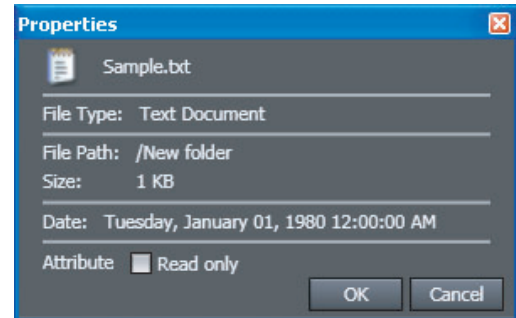 Properties
Sample.txt
File Type: Text Document
File Path: /New folder
Size: 1 KB
Date: Tuesday, January 01, 1980 12:00:00 AM
Attribute Read only
OK Cancel